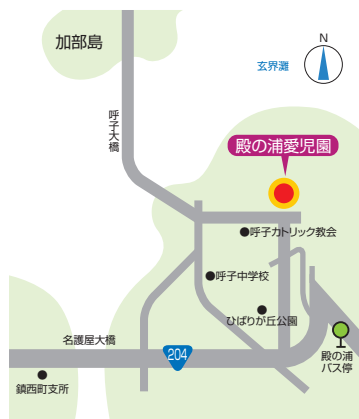 加部島
N
玄界灘
呼子大橋
殿の浦愛児園
呼子カトリック教会
呼子中学校
ひばりが丘公園
名護屋大橋
204
殿の浦
バス停
鎮西町支所